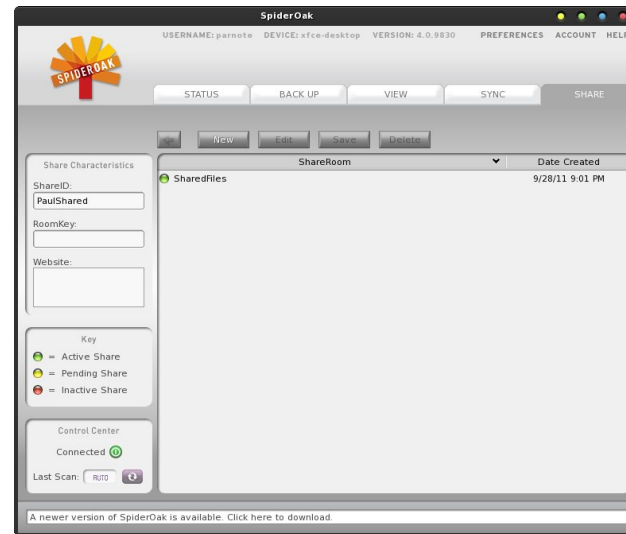 SpiderOak
USERNAME: parnote DEVICE: xfce-desktop VERSION: 4.0.9830 PREFERENCES ACCOUNT HELP
SPIDEROAK
STATUS BACK UP VIEW SYNC SHARE
New Edit Save Delete
Share Characteristics
ShareID:
PaulShared
RoomKey:
Website:
ShareRoom Date Created
SharedFiles 9/28/11 9:01 PM
Key
= Active Share
= Pending Share
= Inactive Share
Control Center
Connected
Last Scan: AUTO
A newer version of SpiderOak is available. Click here to download.